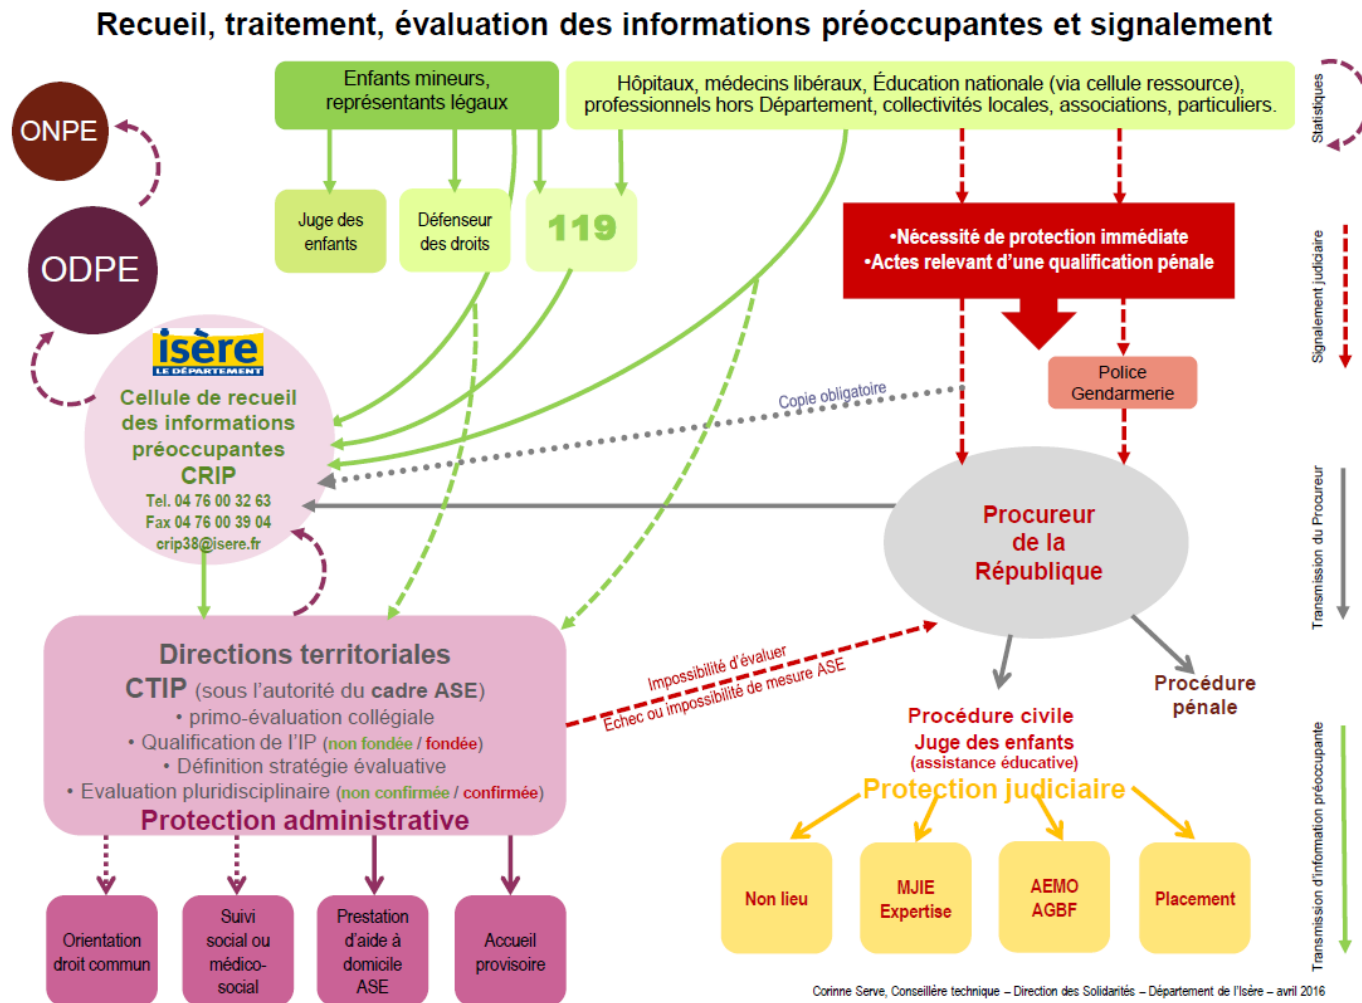 Recueil, traitement, évaluation des informations préoccupantes et signalement
Enfants mineurs,
représentants légaux
Hôpitaux, médecins libéraux, Éducation nationale (via cellule ressource),
professionnels hors Département, collectivités locales, associations, particuliers.
Statistiques
ONPE
ODPE
Juge des
enfants
Défenseur
des droits
119
•Nécessité de protection immédiate
•Actes relevant d'une qualification pénale
Signalement judiciaire
isère
LE DÉPARTEMENT
Cellule de recueil
des informations
préoccupantes
CRIP
Tel. 04 76 00 32 63
Fax 04 76 00 39 04
crip38@isere.fr
Copie obligatoire
Police
Gendarmerie
Procureur
de la
République
Transmission du Procureur
Directions territoriales
CTIP (sous l'autorité du cadre ASE)
• primo-évaluation collégiale
• Qualification de l'IP (non fondée / fondée)
• Définition stratégie évaluative
• Evaluation pluridisciplinaire (non confirmée / confirmée)
Protection administrative
Impossibilité d'évaluer
Echec ou impossibilité de mesure ASE
Procédure
pénale
Procédure civile
Juge des enfants
(assistance éducative)
Protection judiciaire
Transmission d'information préoccupante
Orientation
droit commun
Suivi
social ou
médico-
social
Prestation
d'aide à
domicile
ASE
Accueil
provisoire
Non lieu
MJIE
Expertise
AEMO
AGBF
Placement
Corinne Serve, Conseillère technique – Direction des Solidarités – Département de l'Isère – avril 2016